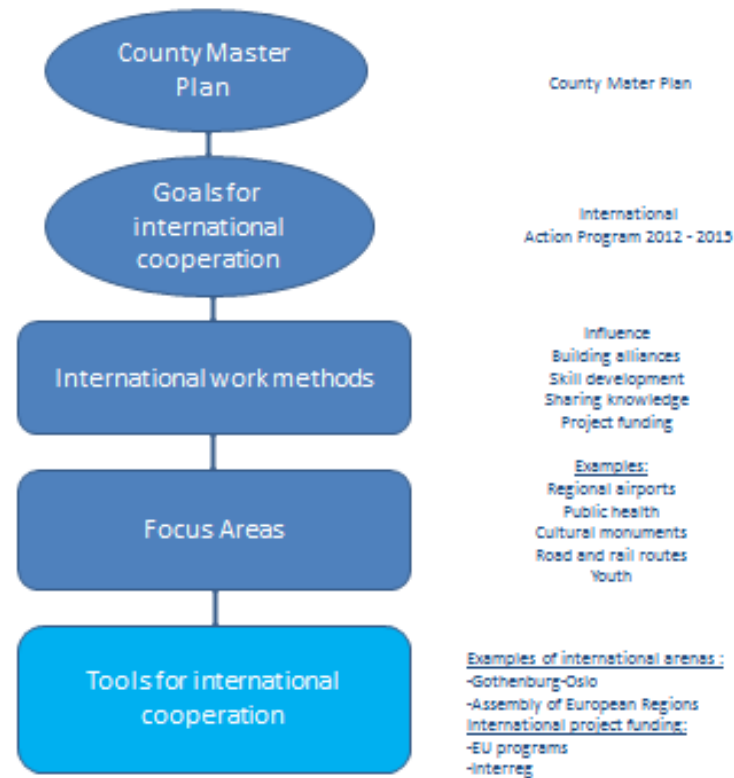 County Master
Plan
County Mater Plan
Goals for
international
cooperation
International
Action Program 2012 - 2015
International work methods
Influence
Building alliances
Skill development
Sharing knowledge
Project funding
Focus Areas
Examples:
Regional airports
Public health
Cultural monuments
Road and rail routes
Youth
Tools for international
cooperation
Examples of international arenas :
-Gothenburg-Oslo
-Assembly of European Regions
International project funding:
-EU programs
-Interreg